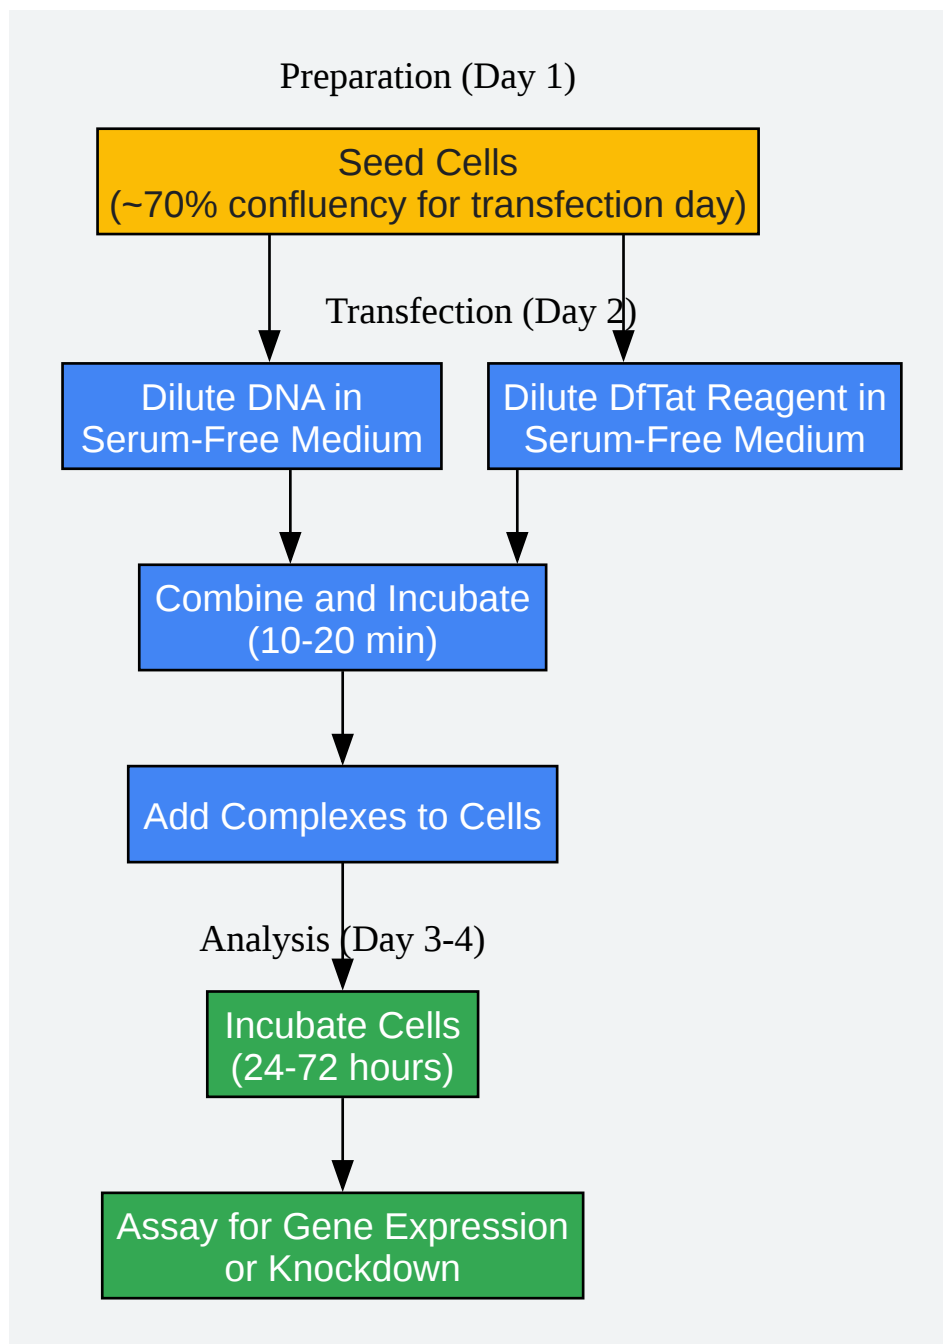 Preparation (Day 1)
Seed Cells
(~70% confluency for transfection day)
Transfection (Day 2)
Dilute DNA in
Serum-Free Medium
Dilute DfTat Reagent in
Serum-Free Medium
Combine and Incubate
(10-20 min)
Add Complexes to Cells
Analysis (Day 3-4)
Incubate Cells
(24-72 hours)
Assay for Gene Expression
or Knockdown